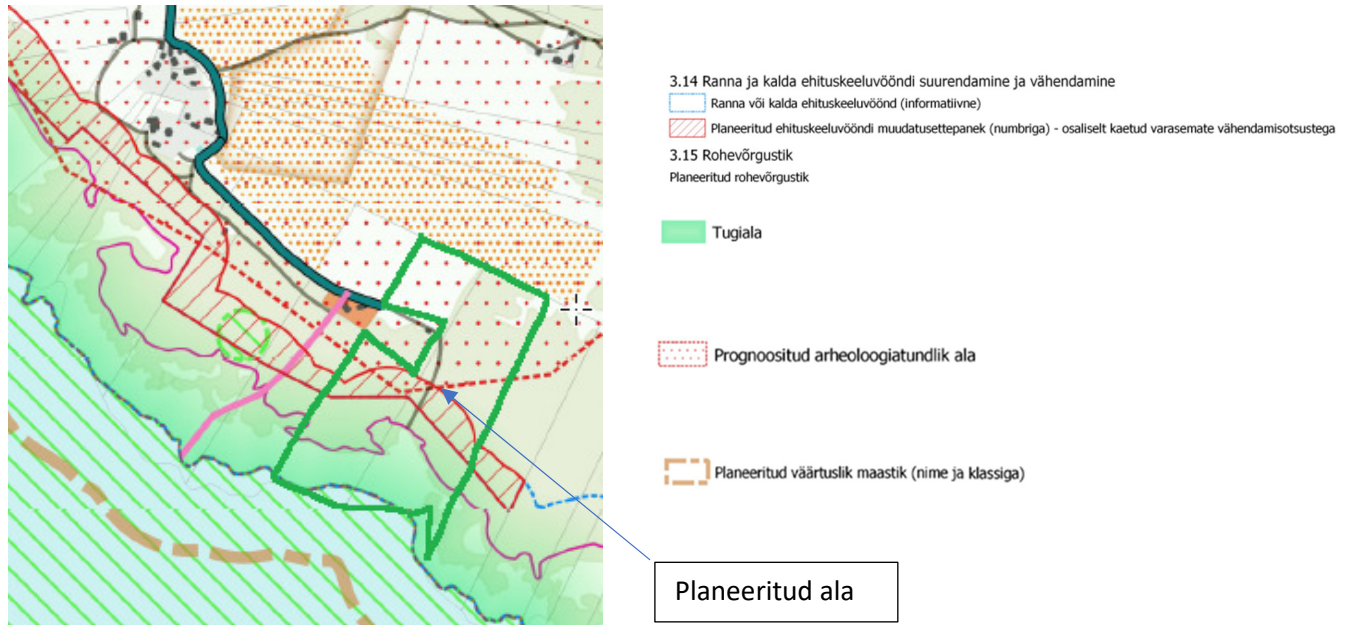 3.14 Ranna ja kalda ehituskeeluvööndi suurendamine ja vähendamine
Ranna või kalda ehituskeeluvöönd (informatiivne)
Planeeritud ehituskeeluvööndi muudatusettepanek (numbriga) - osaliselt kaetud varasemate vähendamisotsustega
3.15 Rohevõrgustik
Planeeritud rohevõrgustik
Tugiala
Prognoositud arheoloogiatundlik ala
Planeeritud väärtuslik maastik (nime ja klassiga)
Planeeritud ala